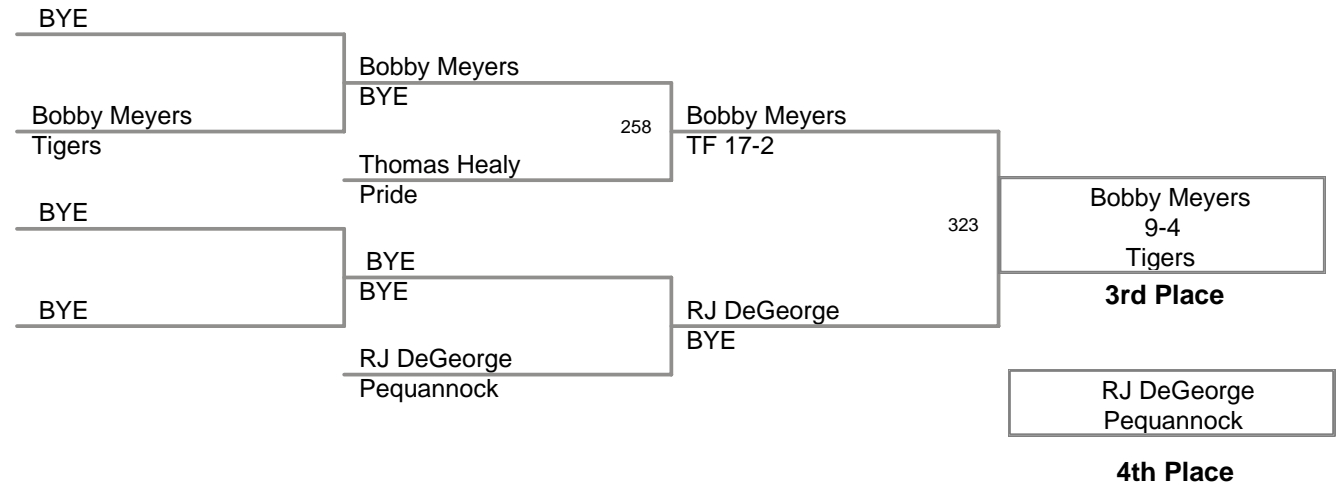 BYE
Bobby Meyers
Tigers
BYE
BYE
Bobby Meyers
BYE
Thomas Healy
Pride
BYE
BYE
RJ DeGeorge
Pequannock
258
Bobby Meyers
TF 17-2
RJ DeGeorge
BYE
323
Bobby Meyers
9-4
Tigers
3rd Place
RJ DeGeorge
Pequannock
4th Place